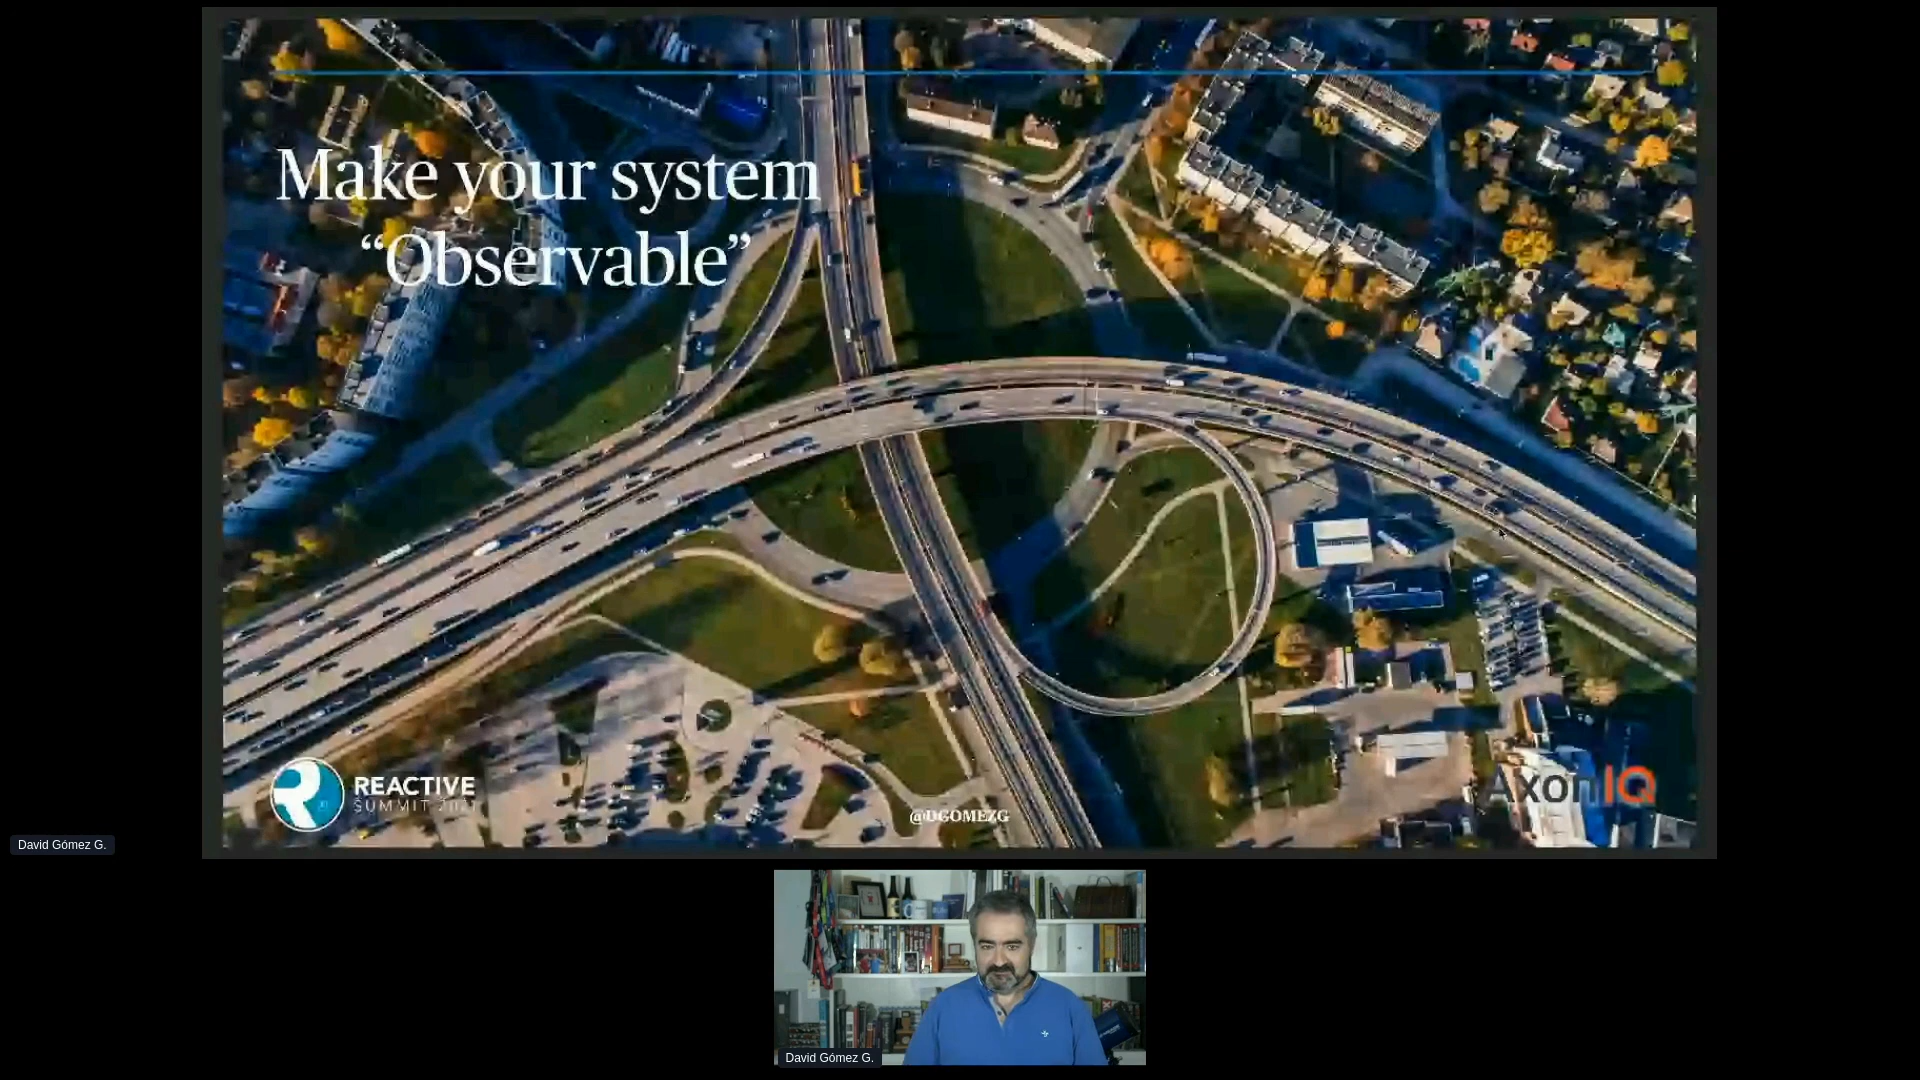 Make your system
“Observable”
REACTIVE
SUMMIT 2021
@DGOMEZG
AxonIQ
David Gómez G.
David Gómez G.